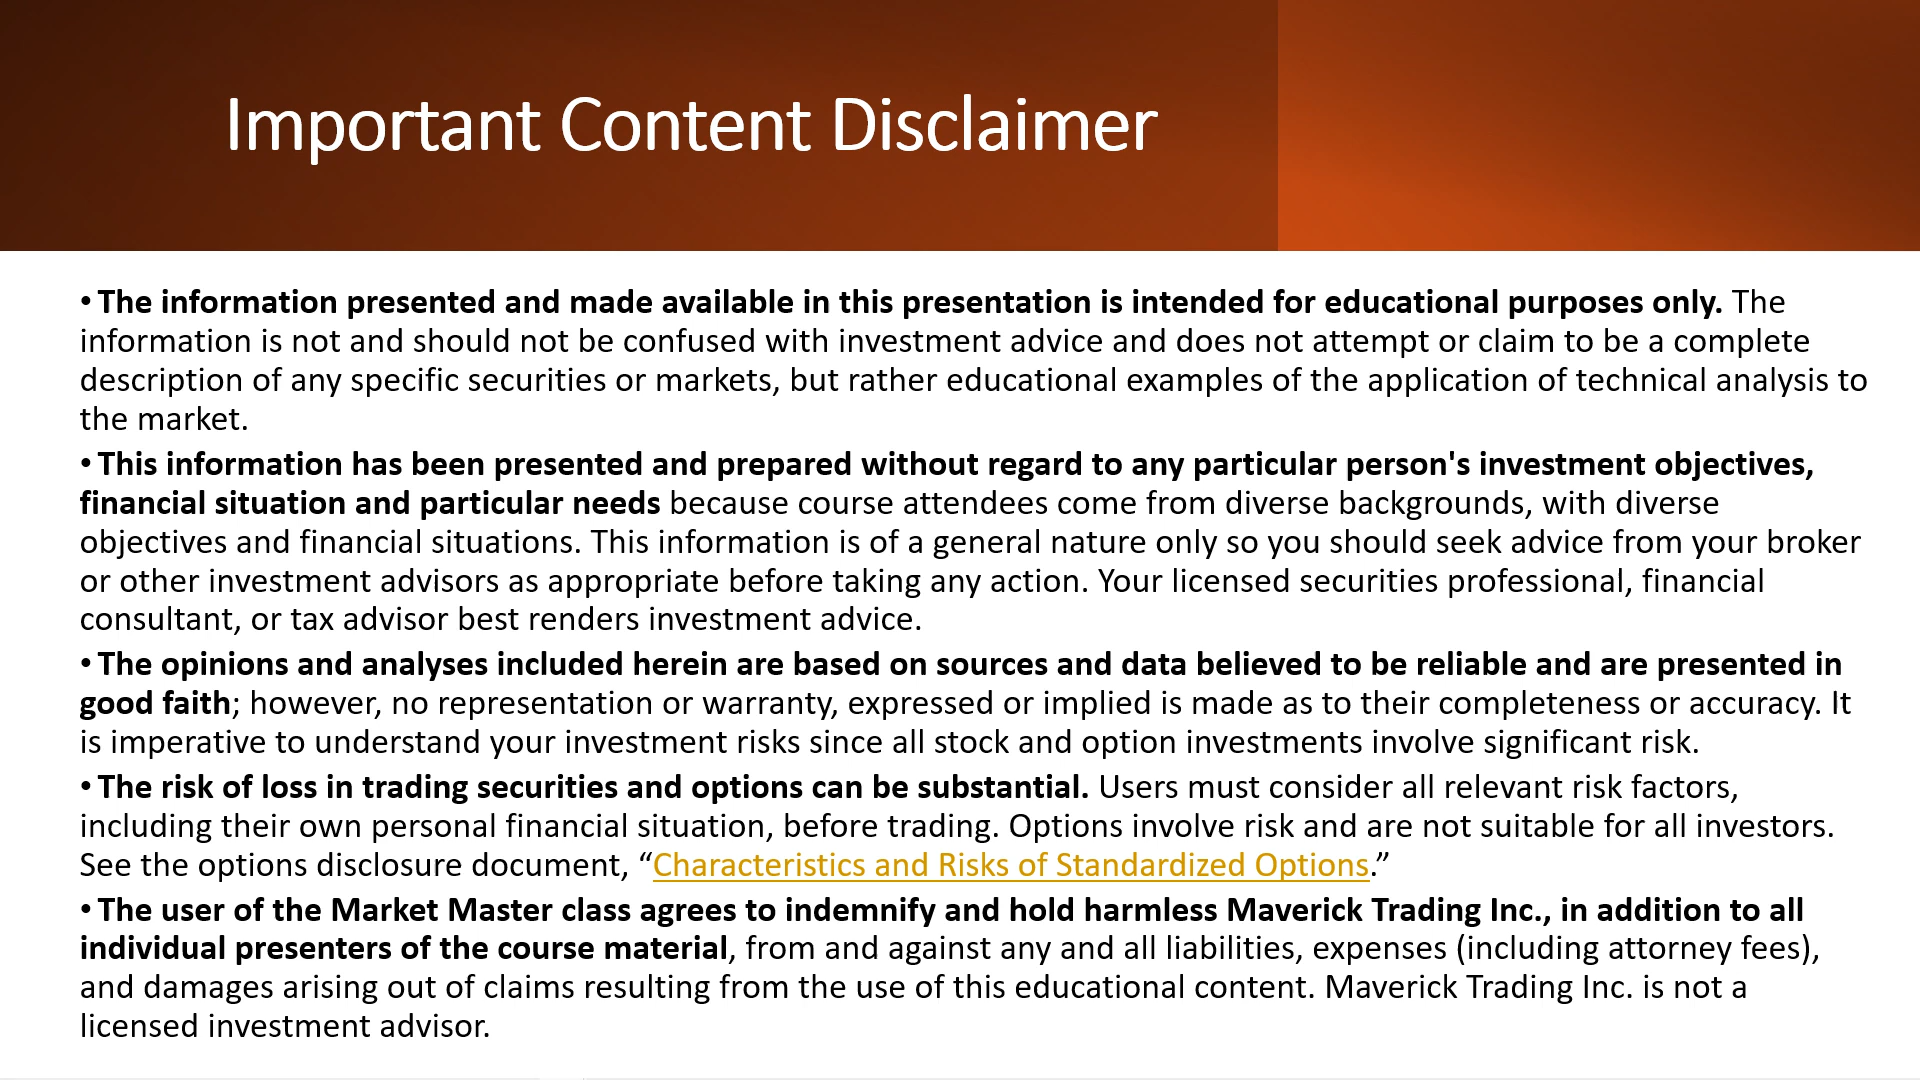 Important Content Disclaimer
• The information presented and made available in this presentation is intended for educational purposes only. The
information is not and should not be confused with investment advice and does not attempt or claim to be a complete
description of any specific securities or markets, but rather educational examples of the application of technical analysis to
the market.
• This information has been presented and prepared without regard to any particular person's investment objectives,
financial situation and particular needs because course attendees come from diverse backgrounds, with diverse
objectives and financial situations. This information is of a general nature only so you should seek advice from your broker
or other investment advisors as appropriate before taking any action. Your licensed securities professional, financial
consultant, or tax advisor best renders investment advice.
• The opinions and analyses included herein are based on sources and data believed to be reliable and are presented in
good faith; however, no representation or warranty, expressed or implied is made as to their completeness or accuracy. It
is imperative to understand your investment risks since all stock and option investments involve significant risk.
• The risk of loss in trading securities and options can be substantial. Users must consider all relevant risk factors,
including their own personal financial situation, before trading. Options involve risk and are not suitable for all investors.
See the options disclosure document, “Characteristics and Risks of Standardized Options.”
• The user of the Market Master class agrees to indemnify and hold harmless Maverick Trading Inc., in addition to all
individual presenters of the course material, from and against any and all liabilities, expenses (including attorney fees),
and damages arising out of claims resulting from the use of this educational content. Maverick Trading Inc. is not a
licensed investment advisor.